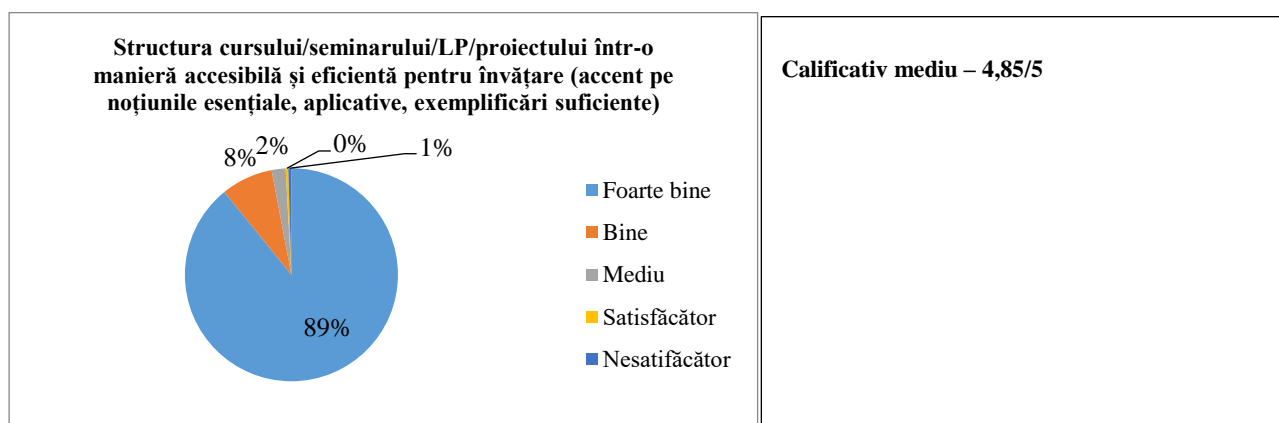 Structura cursului/seminarului/LP/proiectului într-o
manieră accesibilă și eficientă pentru învățare (accent pe
noțiunile esențiale, aplicative, exemplificări suficiente)
8%
2%
0%
1%
89%
Foarte bine
Bine
Mediu
Satisfăcător
Nesatifăcător
Calificativ mediu – 4,85/5